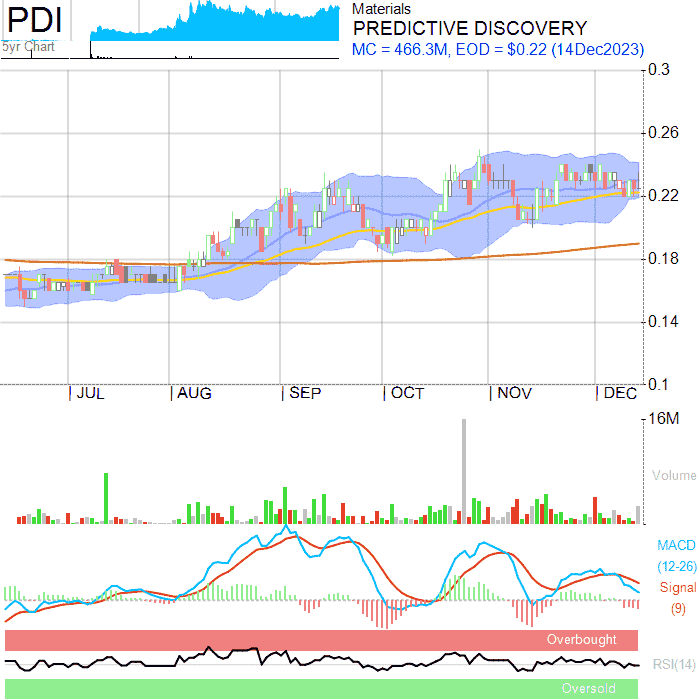 PDI
5yr Chart
Materials
PREDICTIVE DISCOVERY
MC = 466.3M, EOD = $0.22 (14Dec2023)
0.3
0.26
0.22
0.18
0.14
0.1
JUL AUG SEP OCT NOV DEC
16M
Volume
MACD
(12-26)
Signal
(9)
Overbought
RSI(14)
Oversold